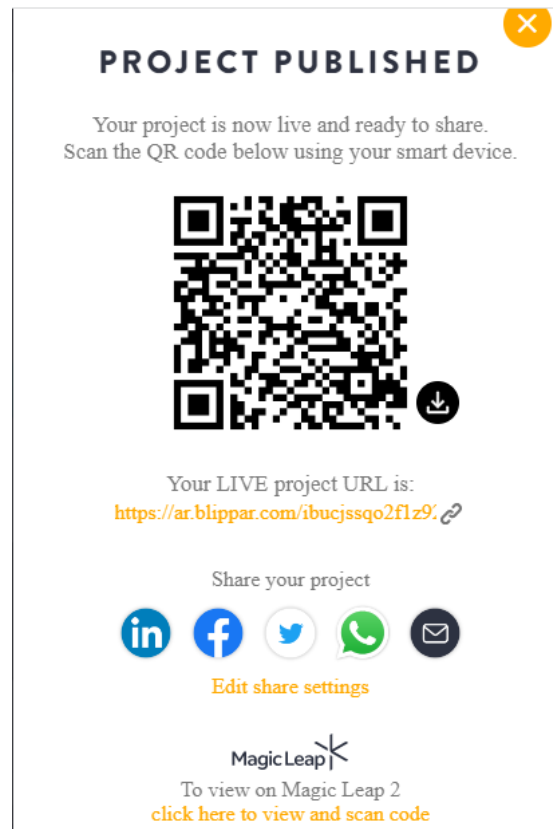 PROJECT PUBLISHED
Your project is now live and ready to share.
Scan the QR code below using your smart device.
Your LIVE project URL is:
https://ar.blippar.com/ibucjssqo2f1z9
Share your project
in
Edit share settings
Magic Leap
To view on Magic Leap 2
click here to view and scan code